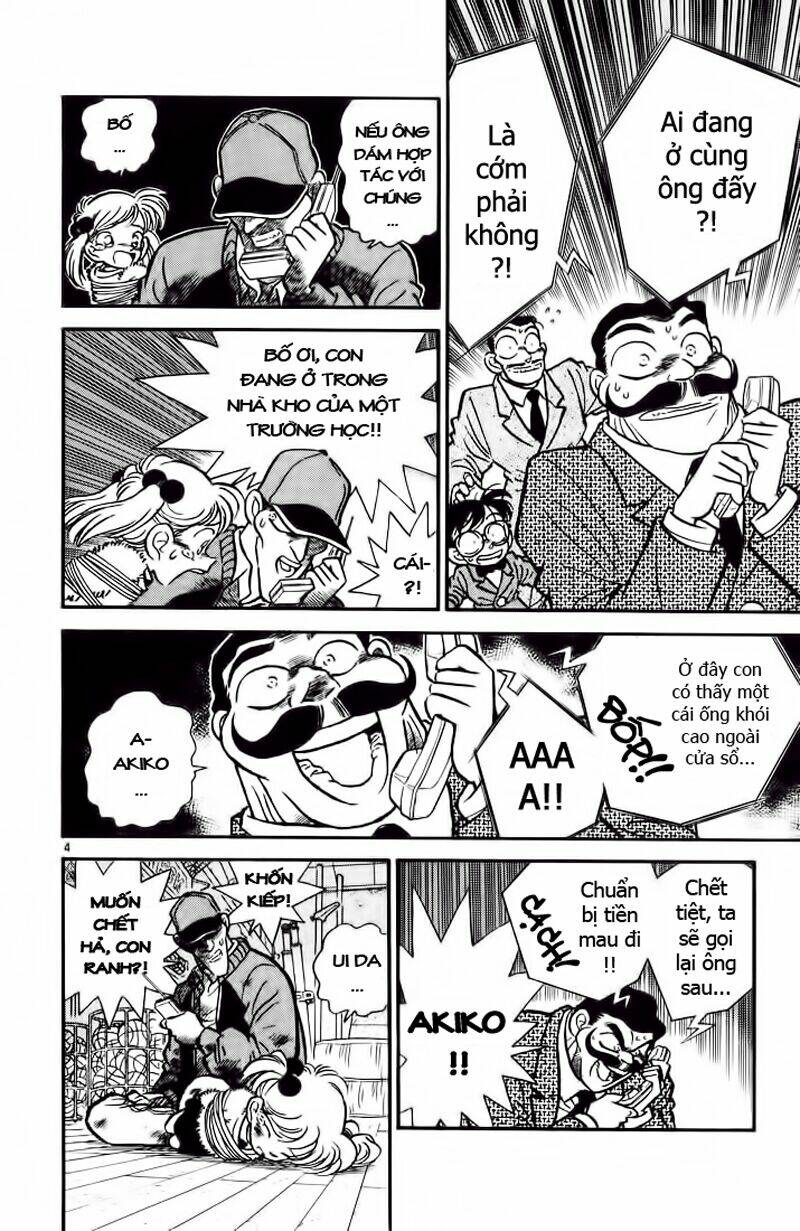 Ai đang
ở cùng
ông đấy
?!
Là
cớm
phải
không
?!
NẾU ÔNG
DÁM HỢP
TÁC VỚI
CHÚNG
...
BỐ
...
BỐ ƠI, CON
ĐANG Ở TRONG
NHÀ KHO CỦA MỘT
TRƯỜNG HỌC!!
CÁI-
?!
Ở đây con
có thấy một
cái ống khói
cao ngoài
cửa sổ...
BỐP!!
AAA
A!!
A-
AKIKO
...
4
Chết
tiệt, ta
sẽ gọi
lại ông
sau...
Chuẩn
bị tiền
mau đi
!!
CẠCH!
AKIKO
!!
KHỐN
KIẾP!
UI DA
...
MUỐN
CHẾT
HẢ, CON
RANH?!